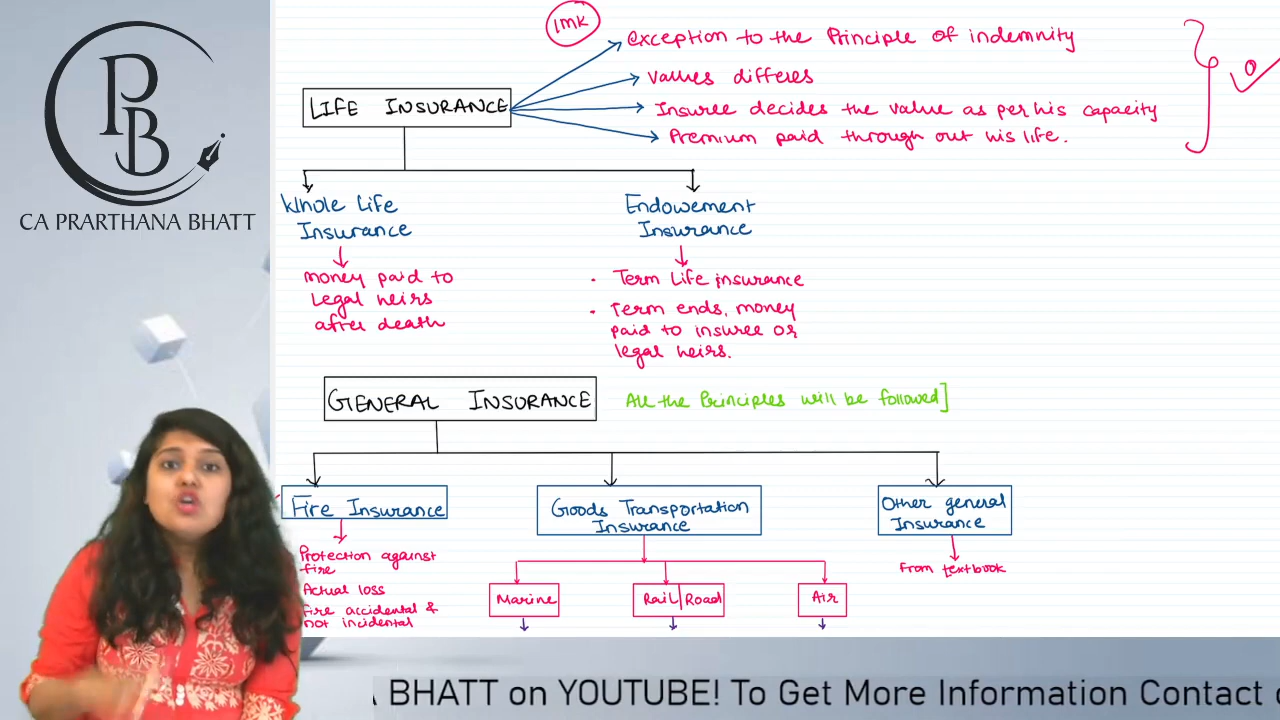 PB
CA PRARTHANA BHATT
1mk
LIFE INSURANCE
exception to the Principle of indemnity
Values differes
Insuree decides the value as per his capacity
Premium paid through out his life.
Whole Life
Insurance
Money paid to
Legal heirs
after death
Endowement
Insurance
· Term Life insurance
· Term ends, money
paid to insuree or
legal heirs.
GENERAL INSURANCE
All the Principles will be followed]
Fire Insurance
Protection against
fire
Actual loss
Fire accidental &
not incidental
Goods Transportation
Insurance
Marine
Rail/Road
Air
Other general
Insurance
From textbook
BHATT on YOUTUBE! To Get More Information Contact